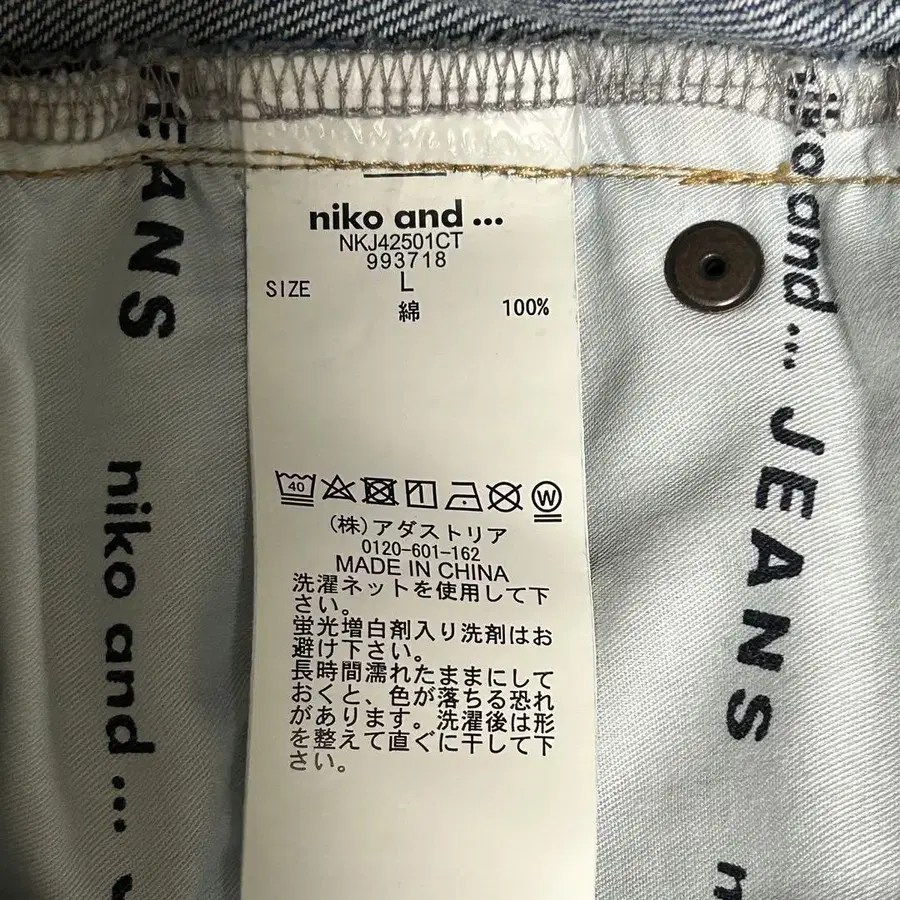 niko and ...
NKJ42501CT
993718
SIZE L
綿 100%
40
W
(株)アダストリア
0120-601-162
MADE IN CHINA
洗濯ネットを使用して下
さい。
蛍光増白剤入り洗剤はお
避け下さい。
長時間濡れたままにして
おくと、色が落ちる恐れ
があります。洗濯後は形
を整えて直ぐに干して下
さい。
JEANS
niko and ...
niko and ... JEANS